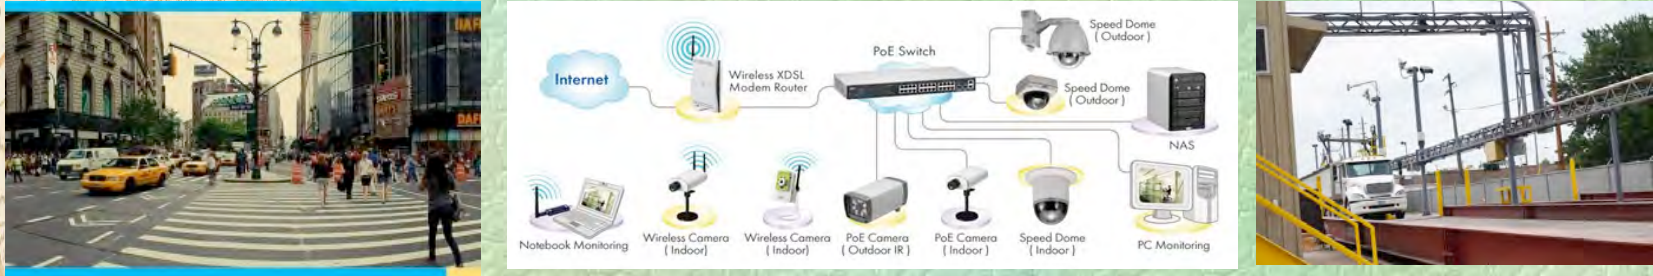 Speed Dome
( Outdoor )
PoE Switch
Internet
Wireless XDSL
Modem Router
Speed Dome
( Outdoor )
NAS
Notebook Monitoring
Wireless Camera
( Indoor)
Wireless Camera
(Indoor)
PoE Camera
( Outdoor IR )
PoE Camera
( Indoor )
Speed Dome
( Indoor )
PC Monitoring
DAF